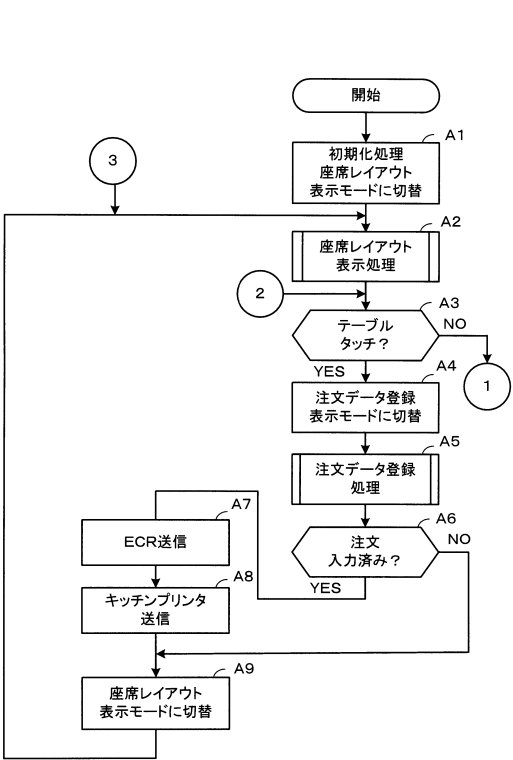 開始
A1
初期化処理
座席レイアウト
表示モードに切替
3
A2
座席レイアウト
表示処理
2
A3
テーブル
タッチ？
NO
1
YES
A4
注文データ登録
表示モードに切替
A5
注文データ登録
処理
A6
注文
入力済み？
NO
YES
A7
ECR送信
A8
キッチンプリンタ
送信
A9
座席レイアウト
表示モードに切替